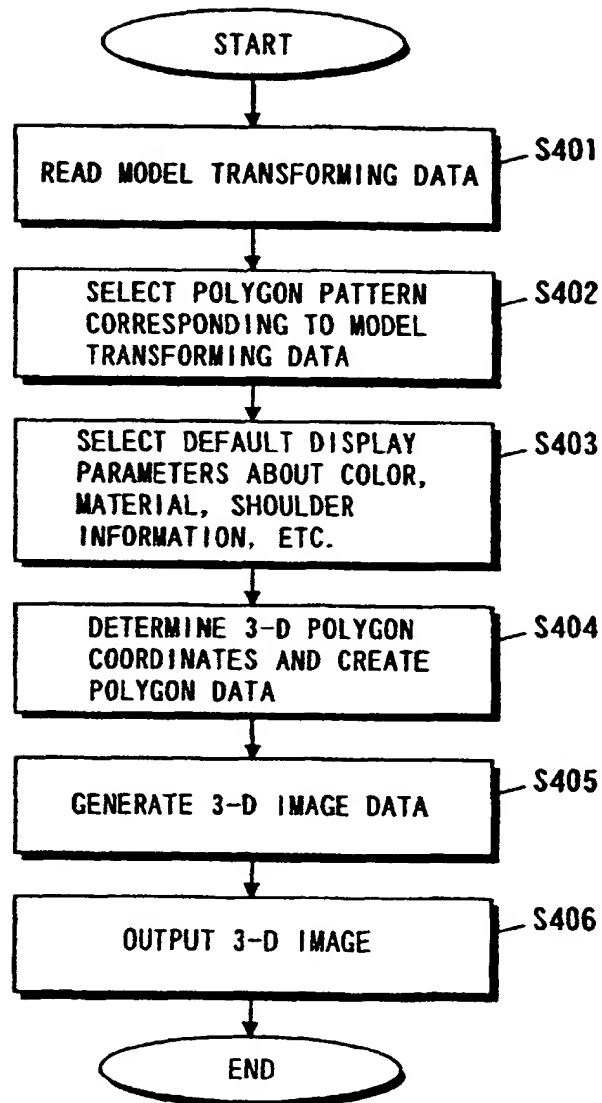 START
READ MODEL TRANSFORMING DATA
S401
SELECT POLYGON PATTERN
CORRESPONDING TO MODEL
TRANSFORMING DATA
S402
SELECT DEFAULT DISPLAY
PARAMETERS ABOUT COLOR,
MATERIAL, SHOULDER
INFORMATION, ETC.
S403
DETERMINE 3-D POLYGON
COORDINATES AND CREATE
POLYGON DATA
S404
GENERATE 3-D IMAGE DATA
S405
OUTPUT 3-D IMAGE
S406
END